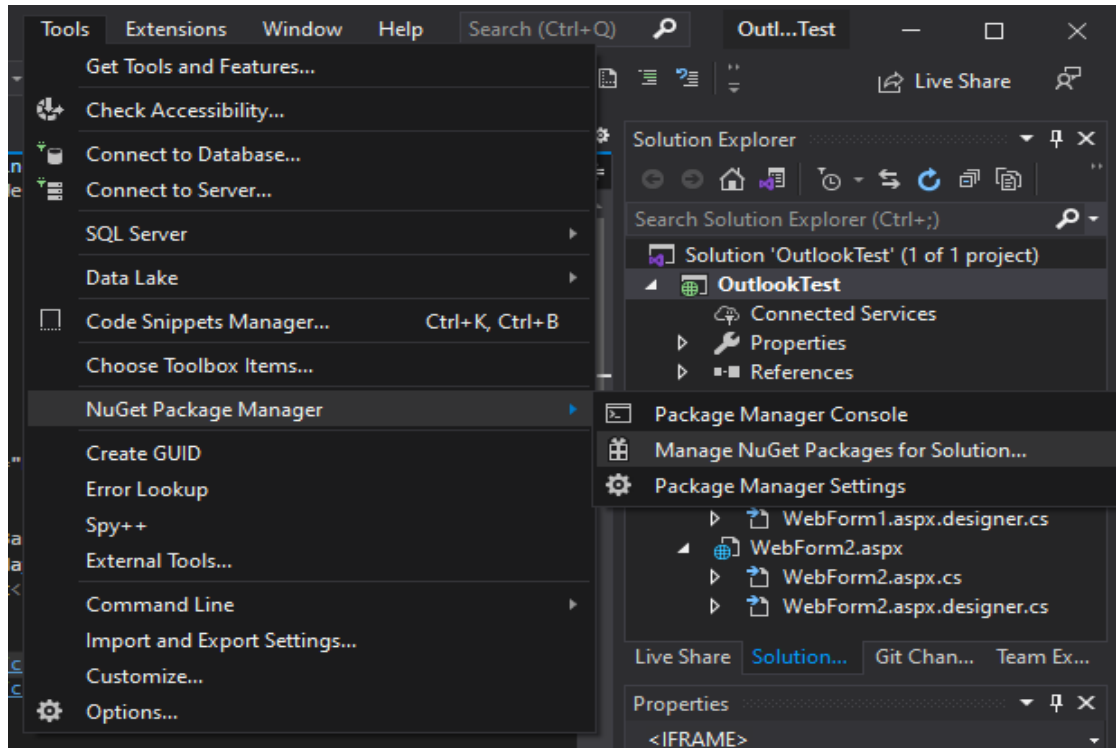 Tools Extensions Window Help Search (Ctrl+Q) Outl...Test
Get Tools and Features...
Live Share
Check Accessibility...
Connect to Database...
Connect to Server...
SQL Server
Data Lake
Code Snippets Manager... Ctrl+K, Ctrl+B
Choose Toolbox Items...
NuGet Package Manager
Create GUID
Error Lookup
Spy++
External Tools...
Command Line
Import and Export Settings...
Customize...
Options...
Package Manager Console
Manage NuGet Packages for Solution...
Package Manager Settings
Solution Explorer
Search Solution Explorer (Ctrl+;)
Solution 'OutlookTest' (1 of 1 project)
OutlookTest
Connected Services
Properties
References
WebForm1.aspx.designer.cs
WebForm2.aspx
WebForm2.aspx.cs
WebForm2.aspx.designer.cs
Live Share Solution... Git Chan... Team Ex...
Properties
<IFRAME>